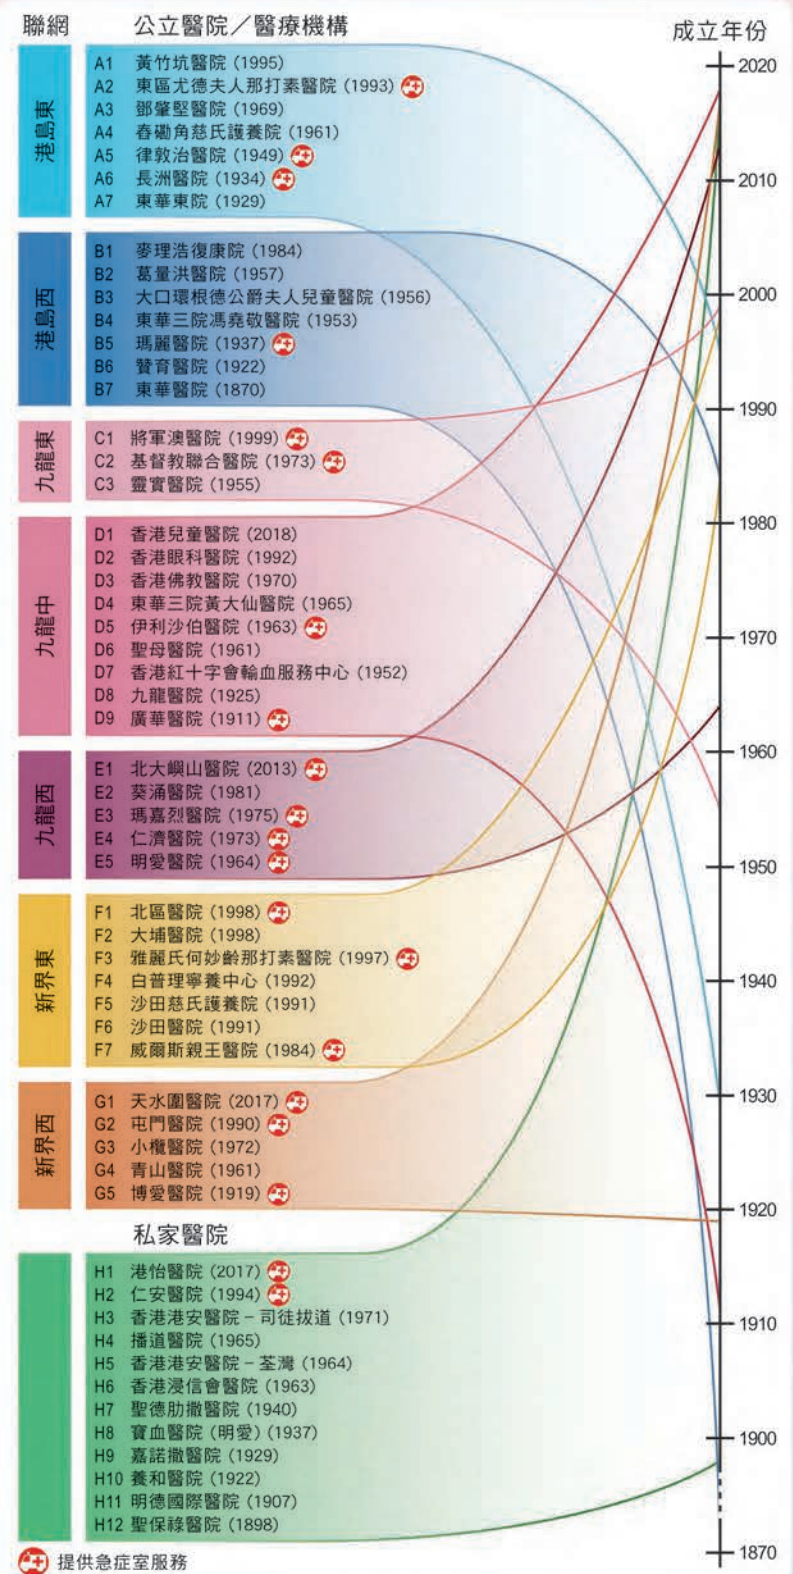 聯網 公立醫院／醫療機構 成立年份
港島東
A1 黃竹坑醫院 (1995)
A2 東區尤德夫人那打素醫院 (1993)
A3 鄧肇堅醫院 (1969)
A4 舂磡角慈氏護養院 (1961)
A5 律敦治醫院 (1949)
A6 長洲醫院 (1934)
A7 東華東院 (1929)
港島西
B1 麥理浩復康院 (1984)
B2 葛量洪醫院 (1957)
B3 大口環根德公爵夫人兒童醫院 (1956)
B4 東華三院馮堯敬醫院 (1953)
B5 瑪麗醫院 (1937)
B6 贊育醫院 (1922)
B7 東華醫院 (1870)
九龍東
C1 將軍澳醫院 (1999)
C2 基督教聯合醫院 (1973)
C3 靈實醫院 (1955)
九龍中
D1 香港兒童醫院 (2018)
D2 香港眼科醫院 (1992)
D3 香港佛教醫院 (1970)
D4 東華三院黃大仙醫院 (1965)
D5 伊利沙伯醫院 (1963)
D6 聖母醫院 (1961)
D7 香港紅十字會輸血服務中心 (1952)
D8 九龍醫院 (1925)
D9 廣華醫院 (1911)
九龍西
E1 北大嶼山醫院 (2013)
E2 葵涌醫院 (1981)
E3 瑪嘉烈醫院 (1975)
E4 仁濟醫院 (1973)
E5 明愛醫院 (1964)
新界東
F1 北區醫院 (1998)
F2 大埔醫院 (1998)
F3 雅麗氏何妙齡那打素醫院 (1997)
F4 白普理寧養中心 (1992)
F5 沙田慈氏護養院 (1991)
F6 沙田醫院 (1991)
F7 威爾斯親王醫院 (1984)
新界西
G1 天水圍醫院 (2017)
G2 屯門醫院 (1990)
G3 小欖醫院 (1972)
G4 青山醫院 (1961)
G5 博愛醫院 (1919)
私家醫院
H1 港怡醫院 (2017)
H2 仁安醫院 (1994)
H3 香港港安醫院－司徒拔道 (1971)
H4 播道醫院 (1965)
H5 香港港安醫院－荃灣 (1964)
H6 香港浸信會醫院 (1963)
H7 聖德肋撒醫院 (1940)
H8 寶血醫院 (明愛) (1937)
H9 嘉諾撒醫院 (1929)
H10 養和醫院 (1922)
H11 明德國際醫院 (1907)
H12 聖保祿醫院 (1898)
提供急症室服務
2020
2010
2000
1990
1980
1970
1960
1950
1940
1930
1920
1910
1900
1870